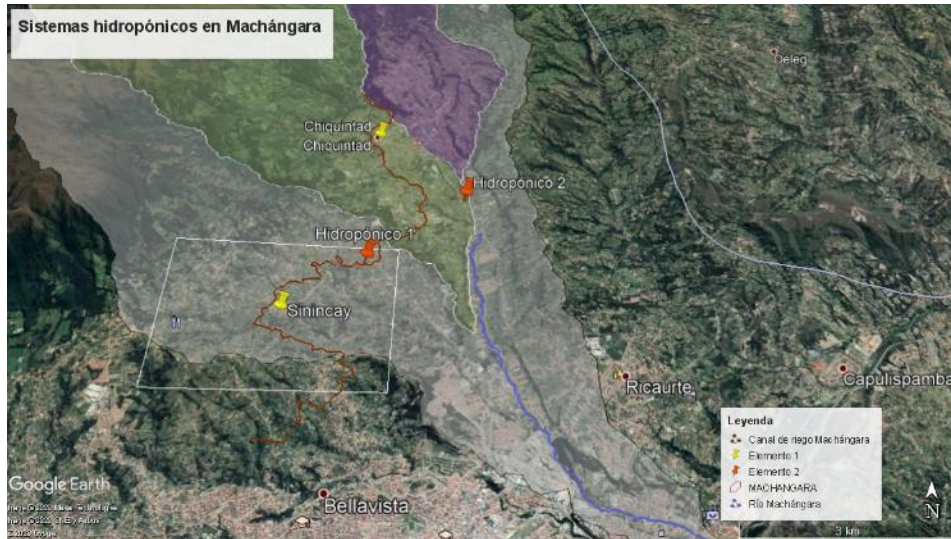 Sistemas hidropónicos en Machángara
Deleg
Chiquintad
Chiquintad
Hidropónico 2
Hidropónico 1
Sinincay
Ricaurte
Capulispamba
Leyenda
Canal de riego Machángara
Elemento 1
Elemento 2
MACHANGARA
Río Machángara
Google Earth
Bellavista
N
3 km